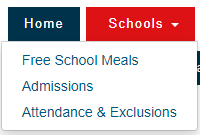 Home Schools
Free School Meals
Admissions
Attendance & Exclusions